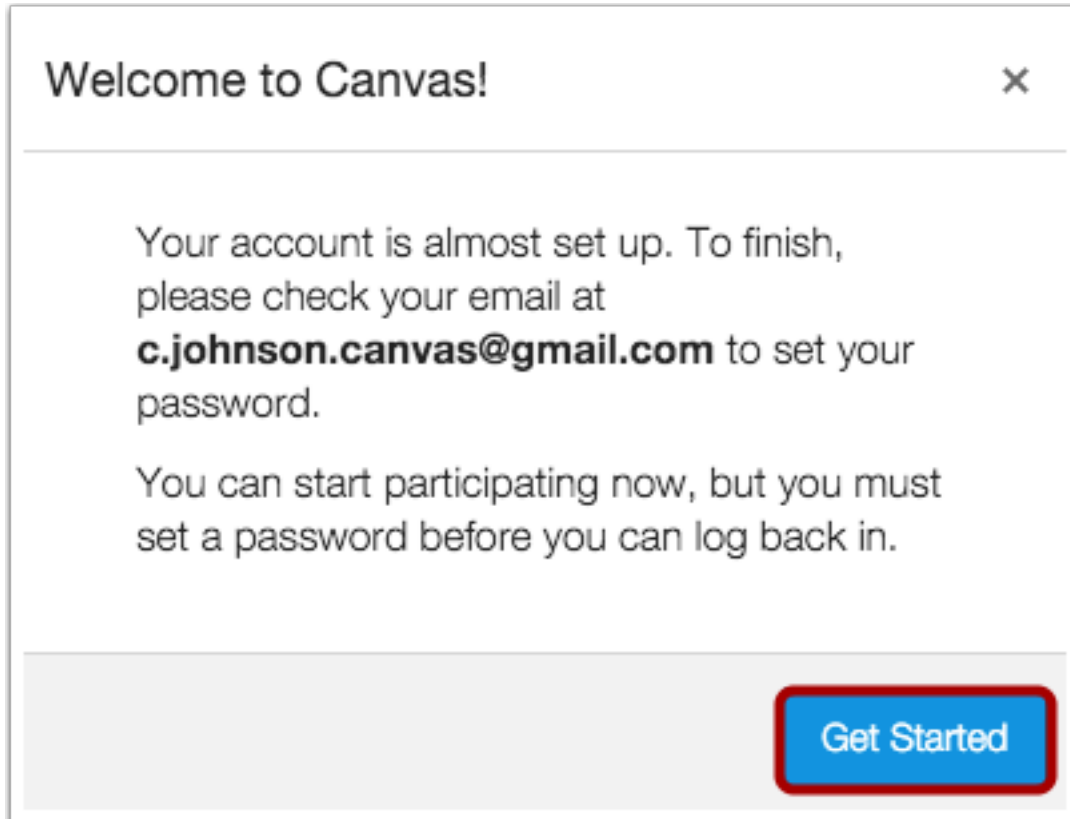 Welcome to Canvas!
×
Your account is almost set up. To finish,
please check your email at
c.johnson.canvas@gmail.com to set your
password.
You can start participating now, but you must
set a password before you can log back in.
Get Started